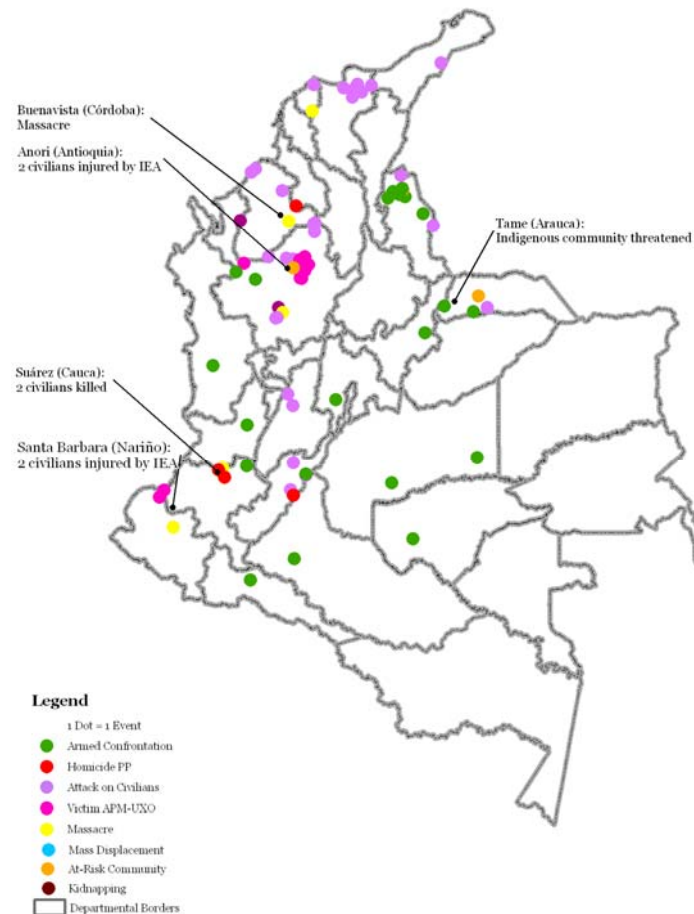 Buenavista (Córdoba):
Massacre
Anori (Antioquia):
2 civilians injured by IEA
Tame (Arauca):
Indigenous community threatened
Suárez (Cauca):
2 civilians killed
Santa Barbara (Nariño):
2 civilians injured by IEA
Legend
1 Dot = 1 Event
Armed Confrontation
Homicide PP
Attack on Civilians
Victim APM-UXO
Massacre
Mass Displacement
At-Risk Community
Kidnapping
Departmental Borders